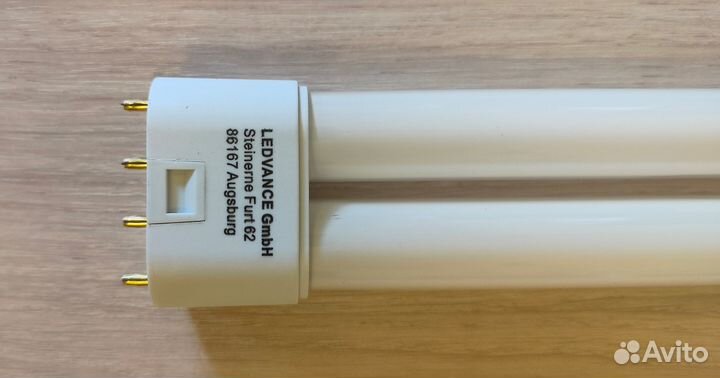 LEDVANCE GmbH
Steinerne Furt 62
86167 Augsburg
Avito